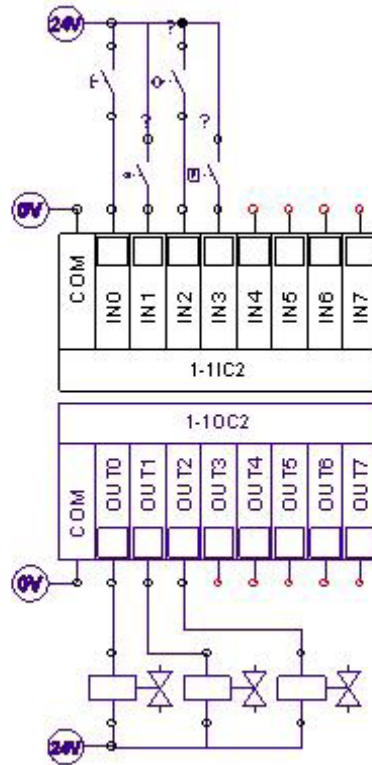 24V
?
?
?
P
0V
COM
IN0
IN1
IN2
IN3
IN4
IN5
IN6
IN7
1-1IC2
1-1OC2
COM
OUT0
OUT1
OUT2
OUT3
OUT4
OUT5
OUT6
OUT7
0V
24V